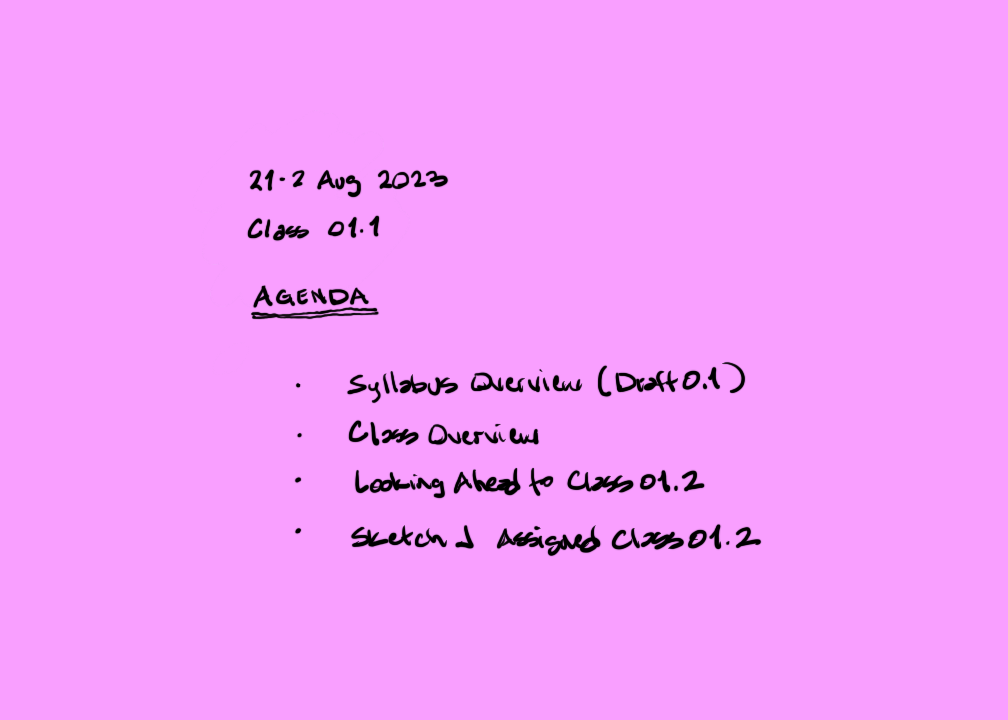 21-2 Aug 2023
Class 01.1
AGENDA
· Syllabus Overview (Draft 0.1)
· Class Overview
· Looking Ahead to Class 01.2
· Sketch Assigned Class 01.2